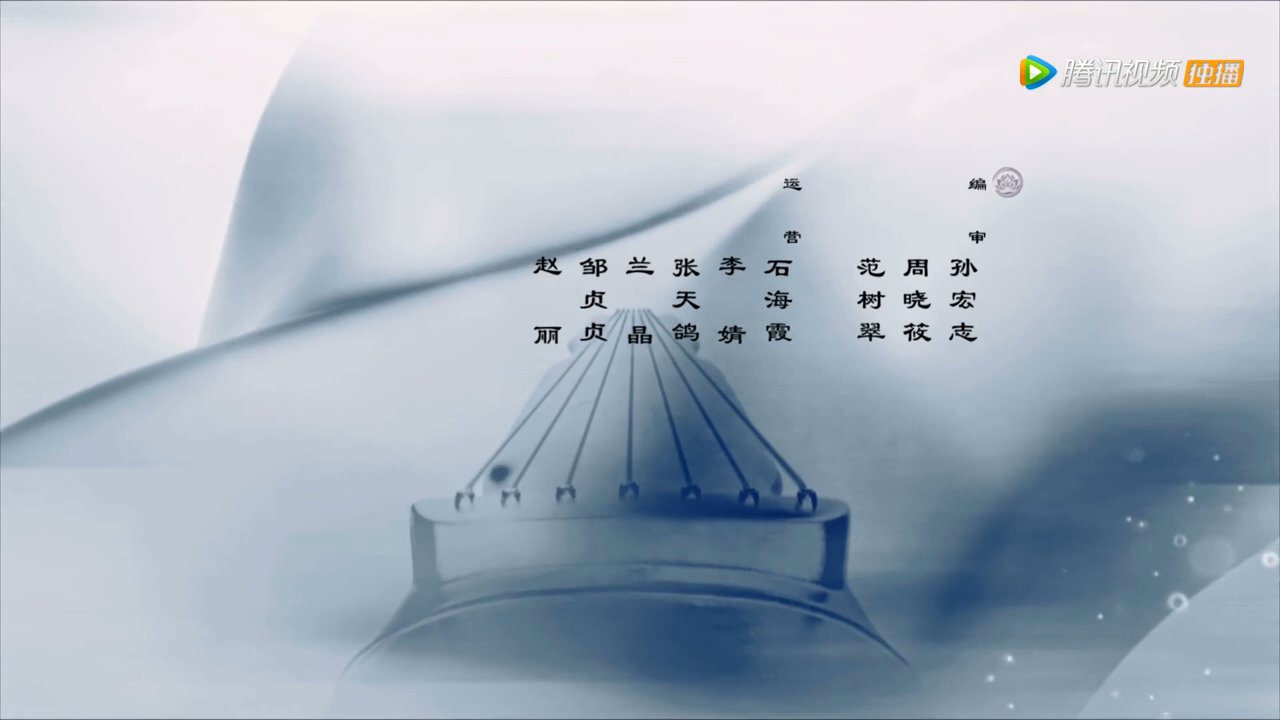 腾讯视频 独播
编审
孙宏志
周晓筱
范树翠
运营
石海霞
李婧
张天鸽
兰晶
邹贞贞
赵丽